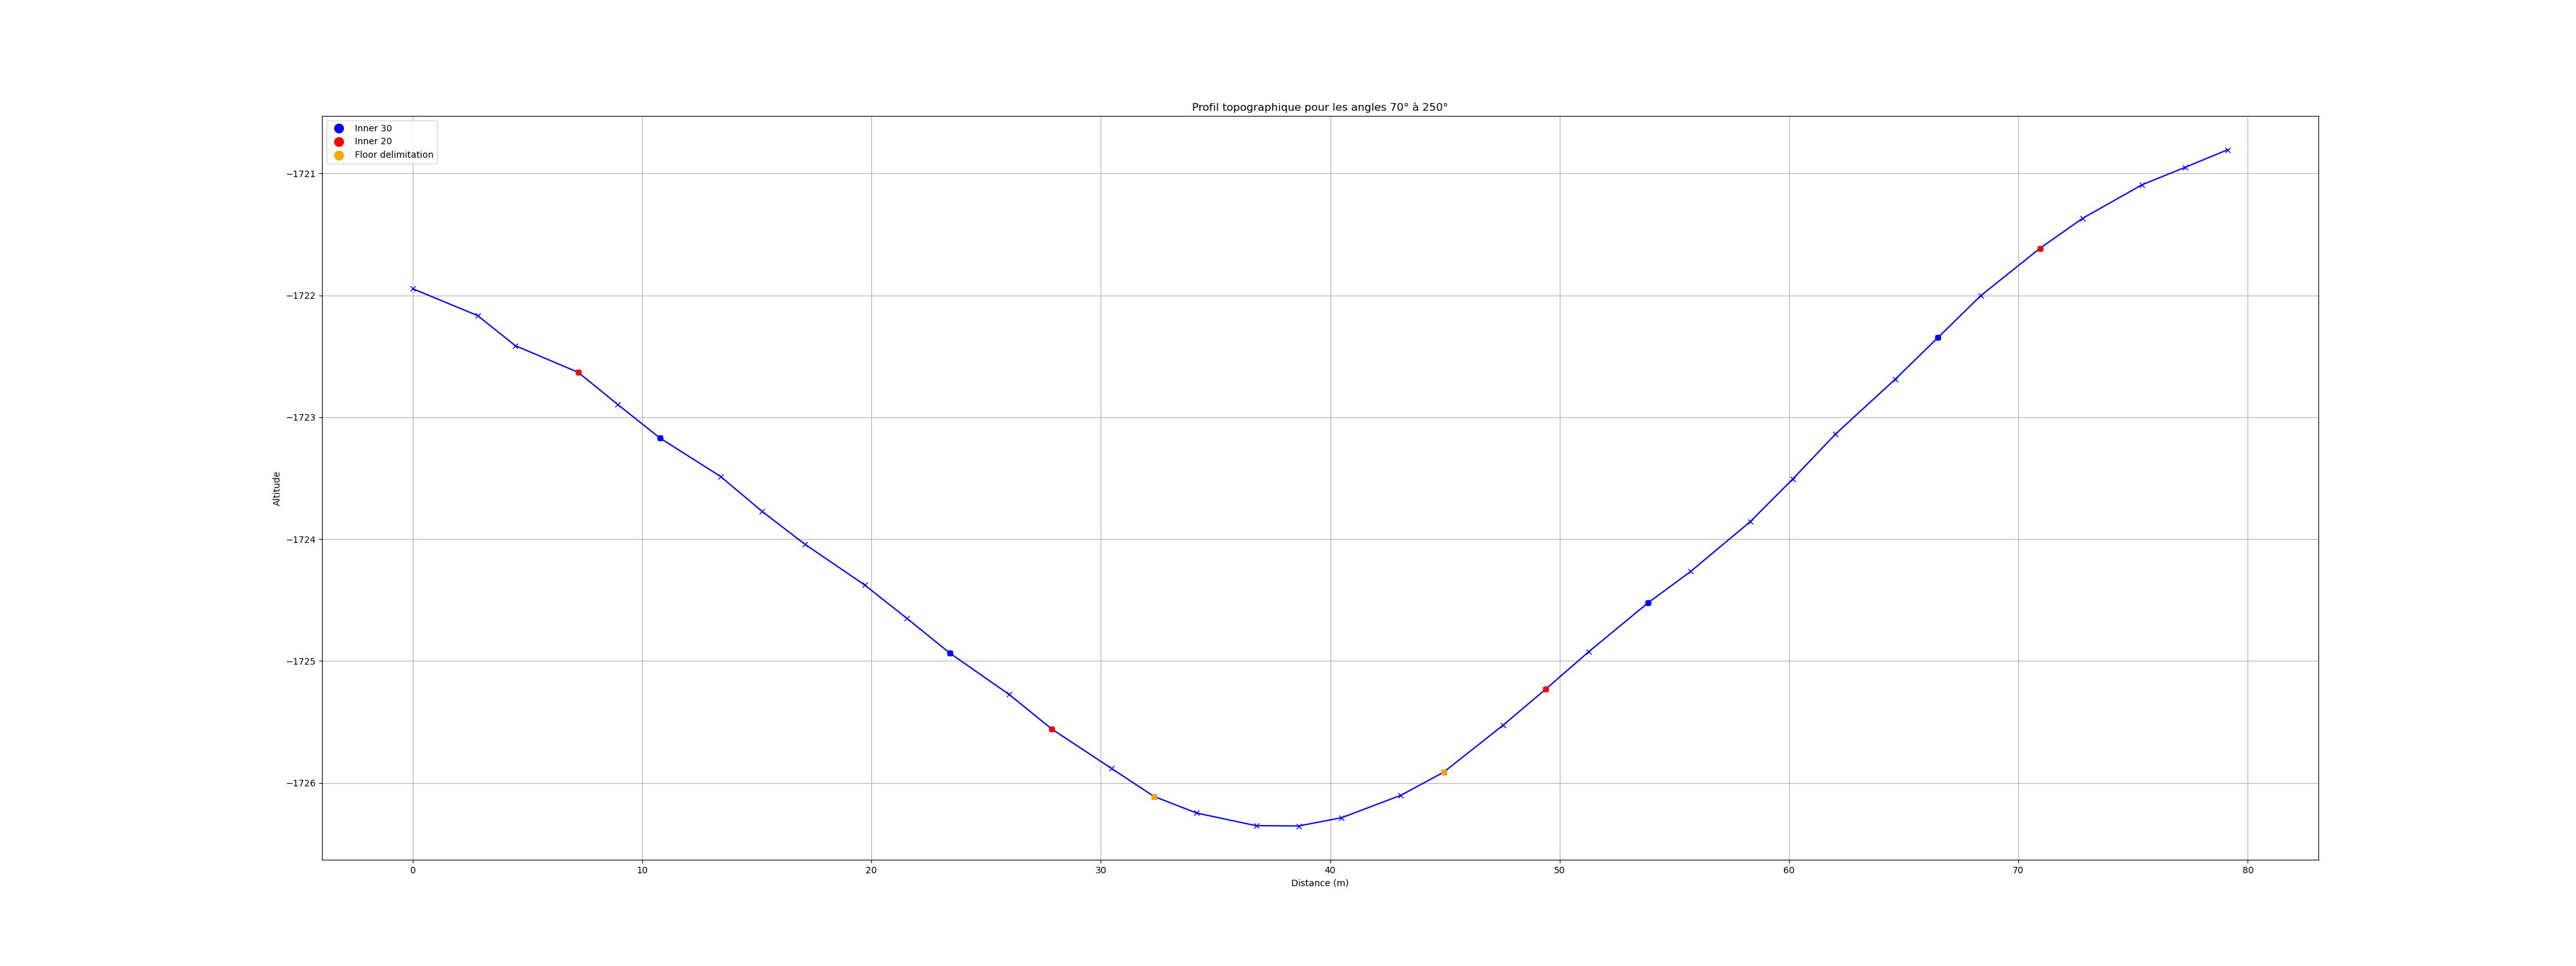 Profil topographique pour les angles 70° à 250°
Inner 30
Inner 20
Floor delimitation
−1721
−1722
−1723
−1724
−1725
−1726
Altitude
0 10 20 30 40 50 60 70 80
Distance (m)